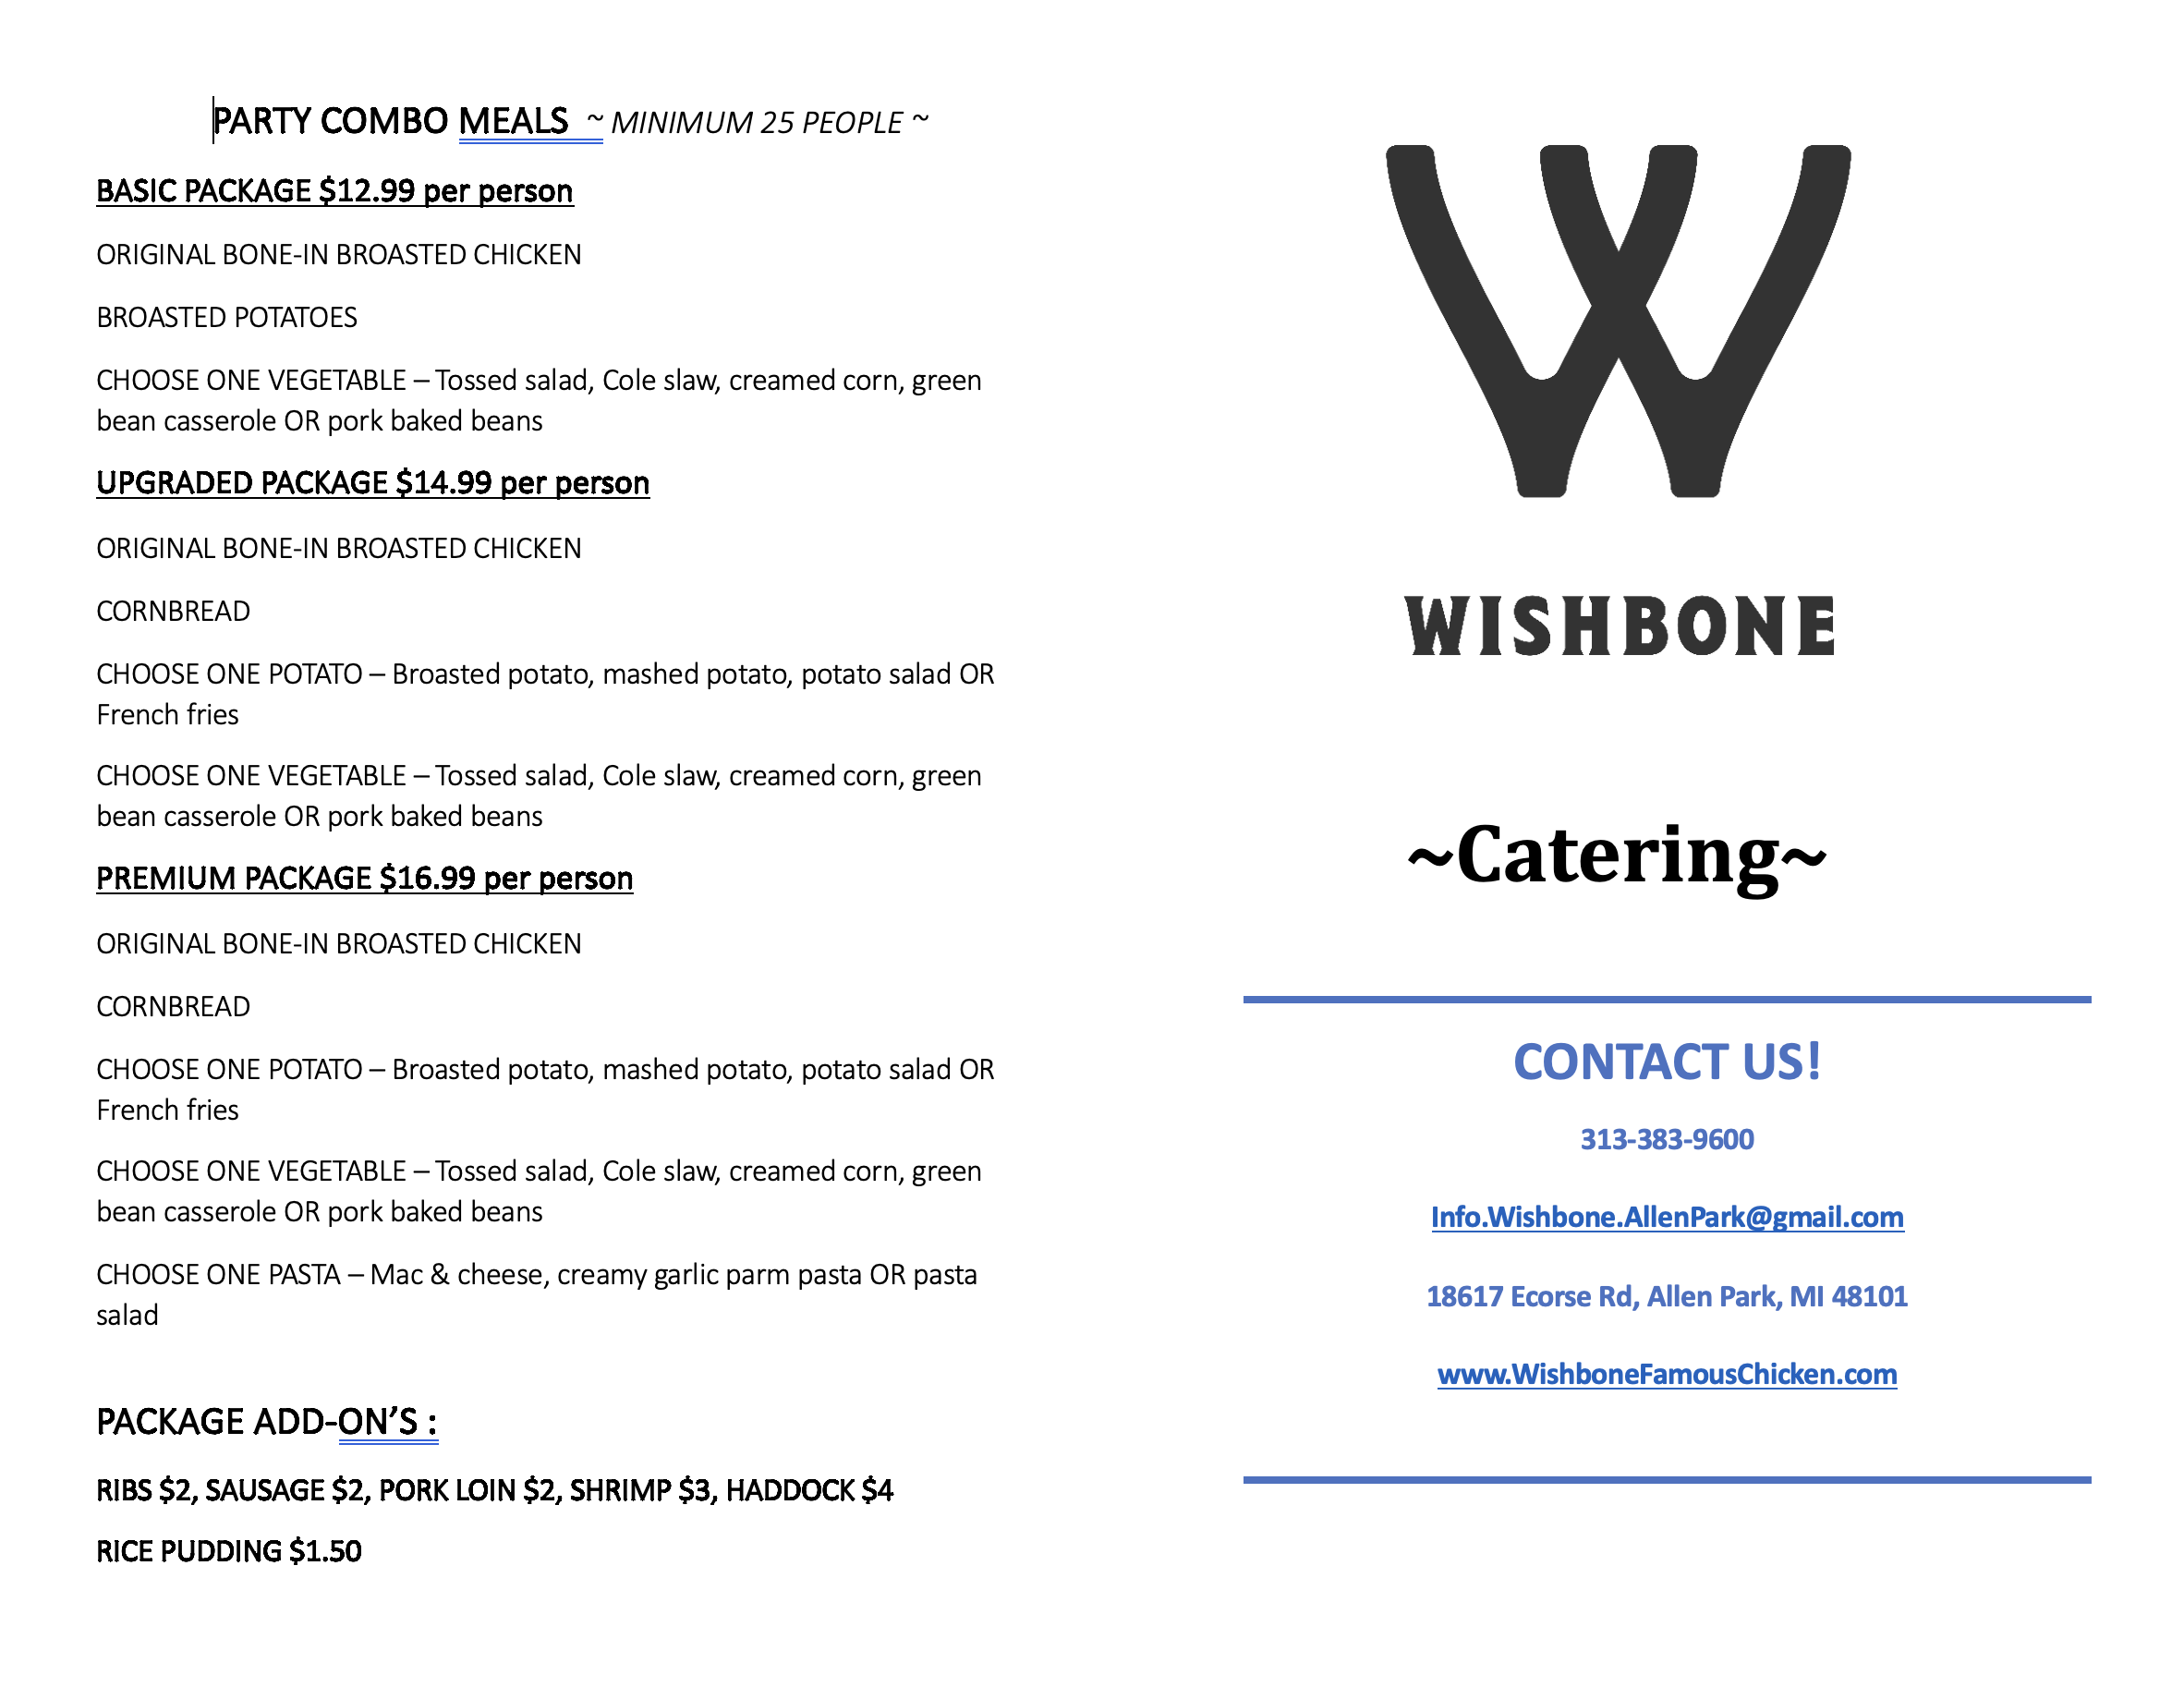 PARTY COMBO MEALS ~ MINIMUM 25 PEOPLE ~
BASIC PACKAGE $12.99 per person
ORIGINAL BONE-IN BROASTED CHICKEN
BROASTED POTATOES
CHOOSE ONE VEGETABLE – Tossed salad, Cole slaw, creamed corn, green
bean casserole OR pork baked beans
UPGRADED PACKAGE $14.99 per person
ORIGINAL BONE-IN BROASTED CHICKEN
CORNBREAD
CHOOSE ONE POTATO – Broasted potato, mashed potato, potato salad OR
French fries
CHOOSE ONE VEGETABLE – Tossed salad, Cole slaw, creamed corn, green
bean casserole OR pork baked beans
PREMIUM PACKAGE $16.99 per person
ORIGINAL BONE-IN BROASTED CHICKEN
CORNBREAD
CHOOSE ONE POTATO – Broasted potato, mashed potato, potato salad OR
French fries
CHOOSE ONE VEGETABLE – Tossed salad, Cole slaw, creamed corn, green
bean casserole OR pork baked beans
CHOOSE ONE PASTA – Mac & cheese, creamy garlic parm pasta OR pasta
salad
PACKAGE ADD-ON’S :
RIBS $2, SAUSAGE $2, PORK LOIN $2, SHRIMP $3, HADDOCK $4
RICE PUDDING $1.50
W
WISHBONE
~Catering~
CONTACT US!
313-383-9600
Info.Wishbone.AllenPark@gmail.com
18617 Ecorse Rd, Allen Park, MI 48101
www.WishboneFamousChicken.com